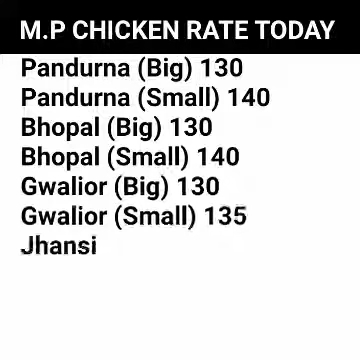 M.P CHICKEN RATE TODAY
Pandurna (Big) 130
Pandurna (Small) 140
Bhopal (Big) 130
Bhopal (Small) 140
Gwalior (Big) 130
Gwalior (Small) 135
Jhansi